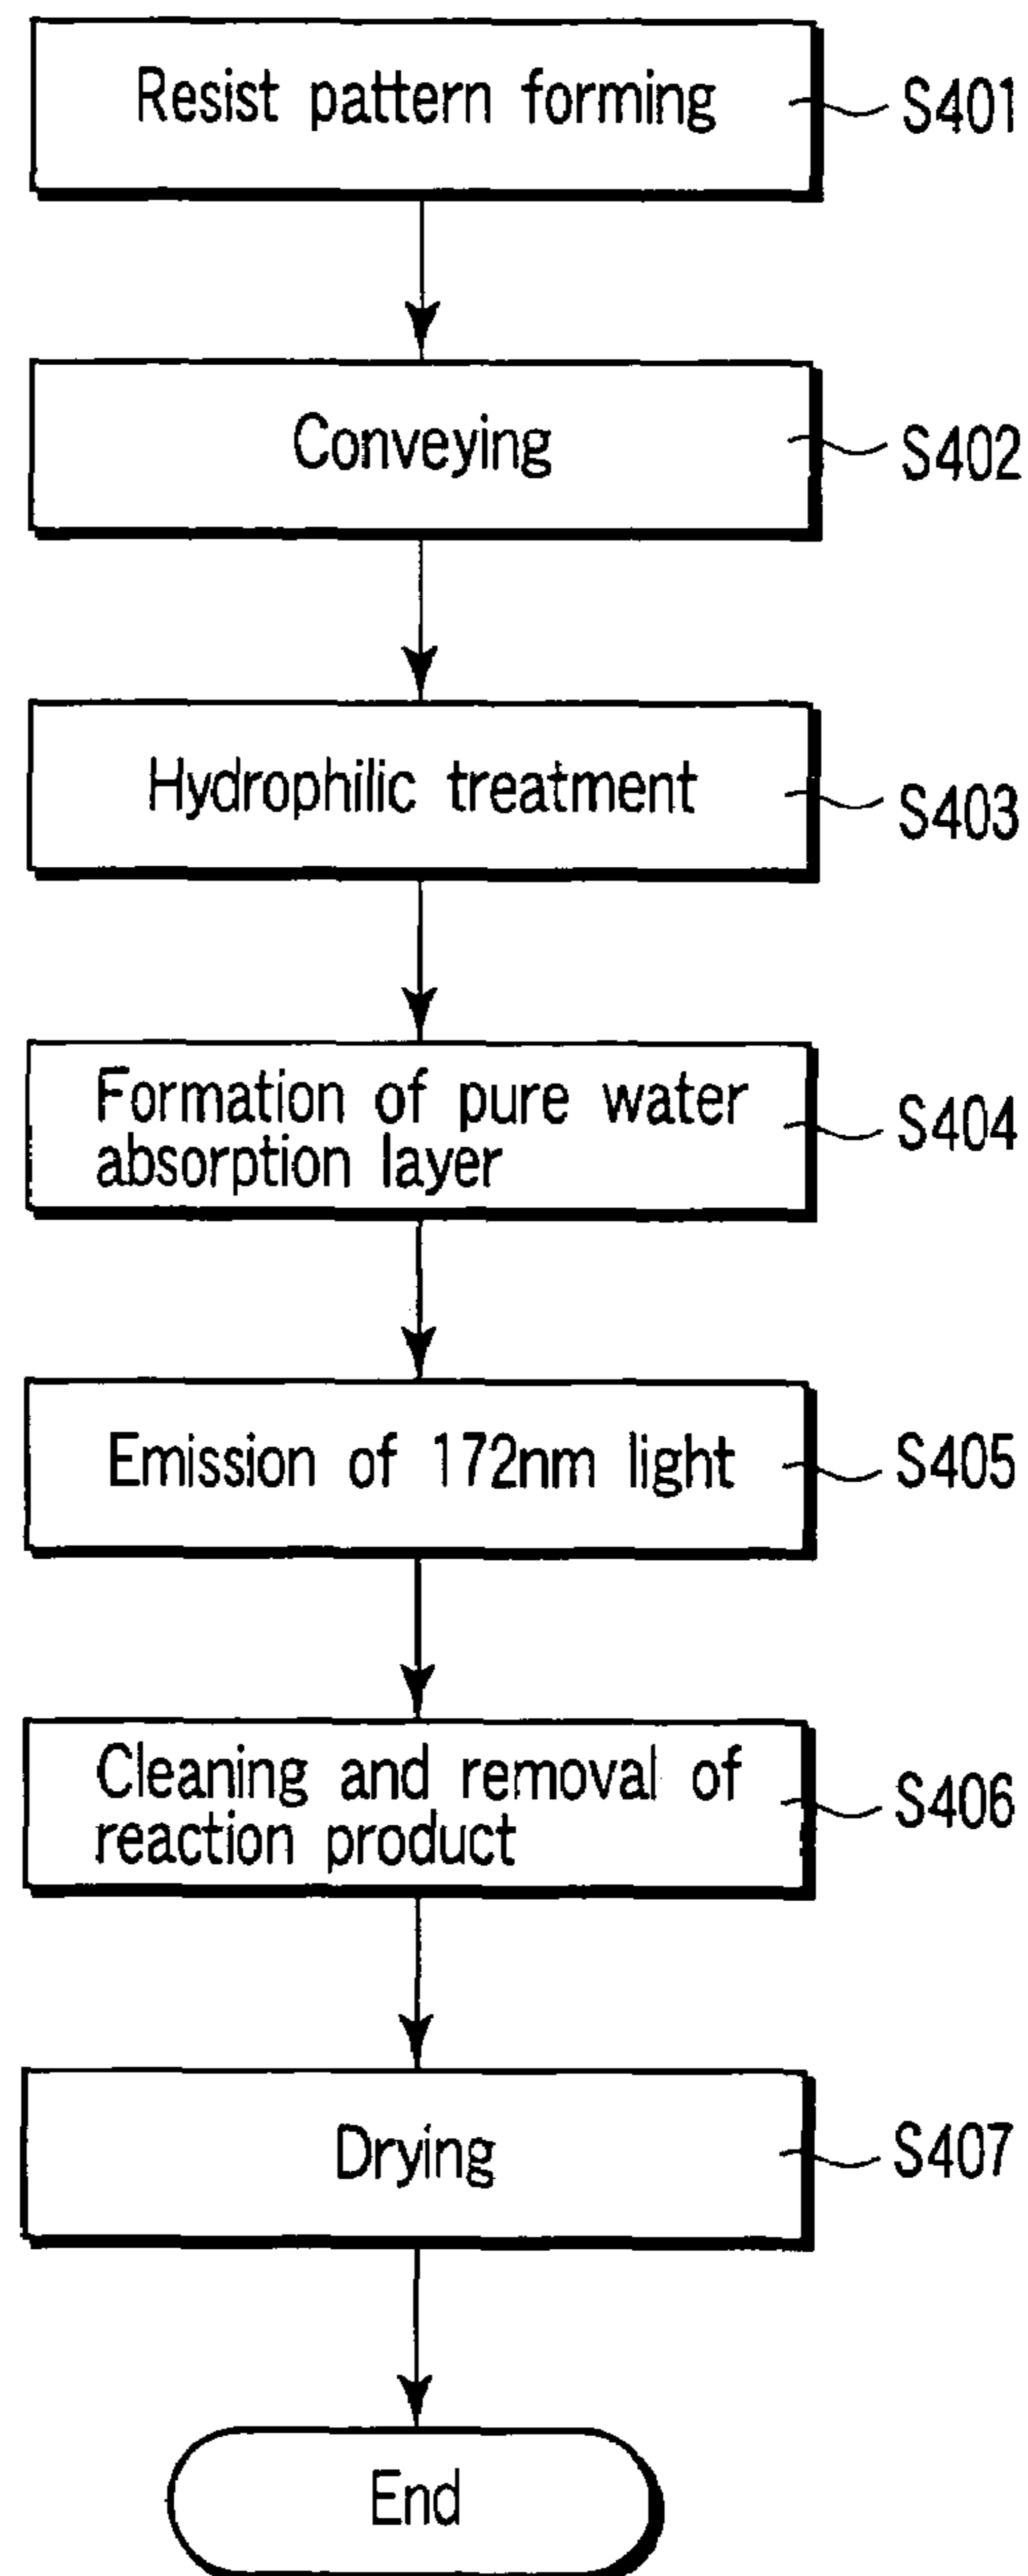 Resist pattern forming
S401
Conveying
S402
Hydrophilic treatment
S403
Formation of pure water
absorption layer
S404
Emission of 172nm light
S405
Cleaning and removal of
reaction product
S406
Drying
S407
End